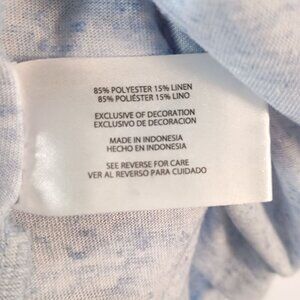 85% POLYESTER 15% LINEN
85% POLIÉSTER 15% LINO
EXCLUSIVE OF DECORATION
EXCLUSIVO DE DECORACIÓN
MADE IN INDONESIA
HECHO EN INDONESIA
SEE REVERSE FOR CARE
VER AL REVERSO PARA CUIDADO